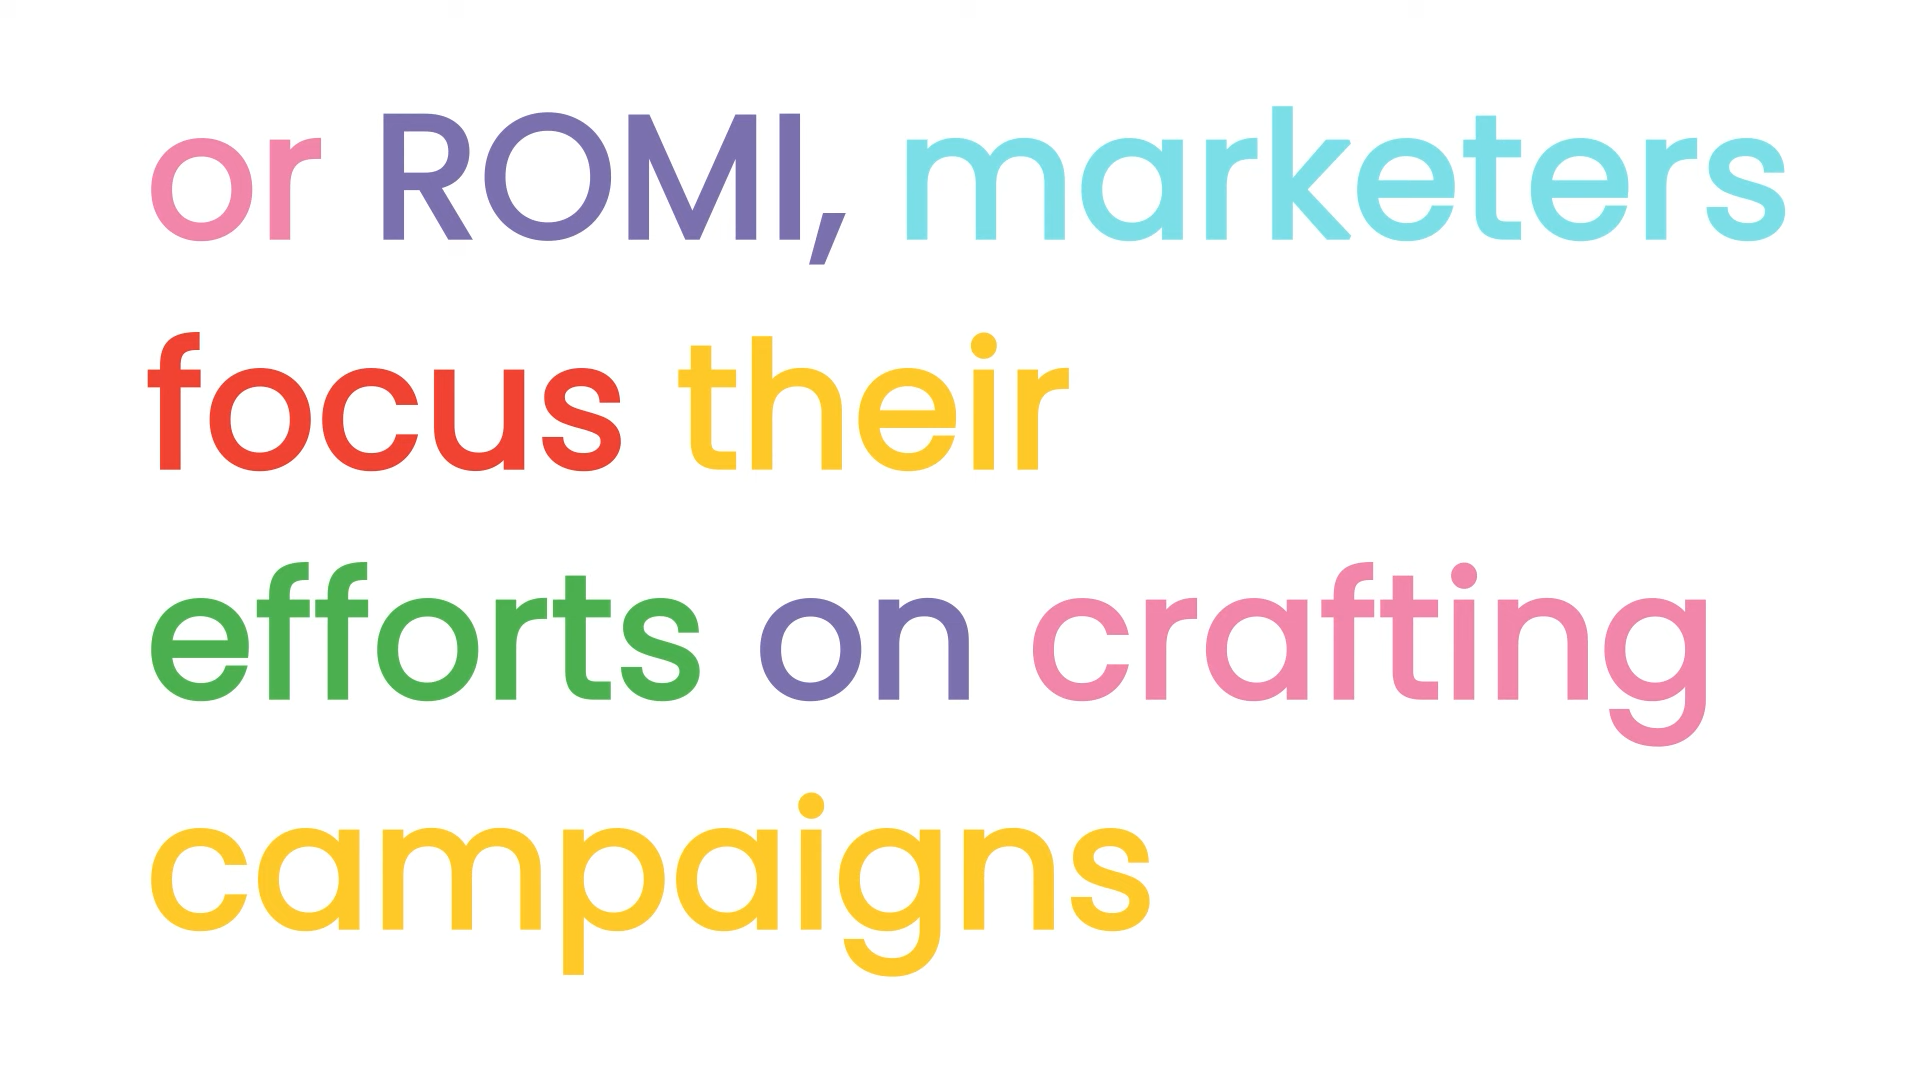 or ROMI, marketers
focus their
efforts on crafting
campaigns